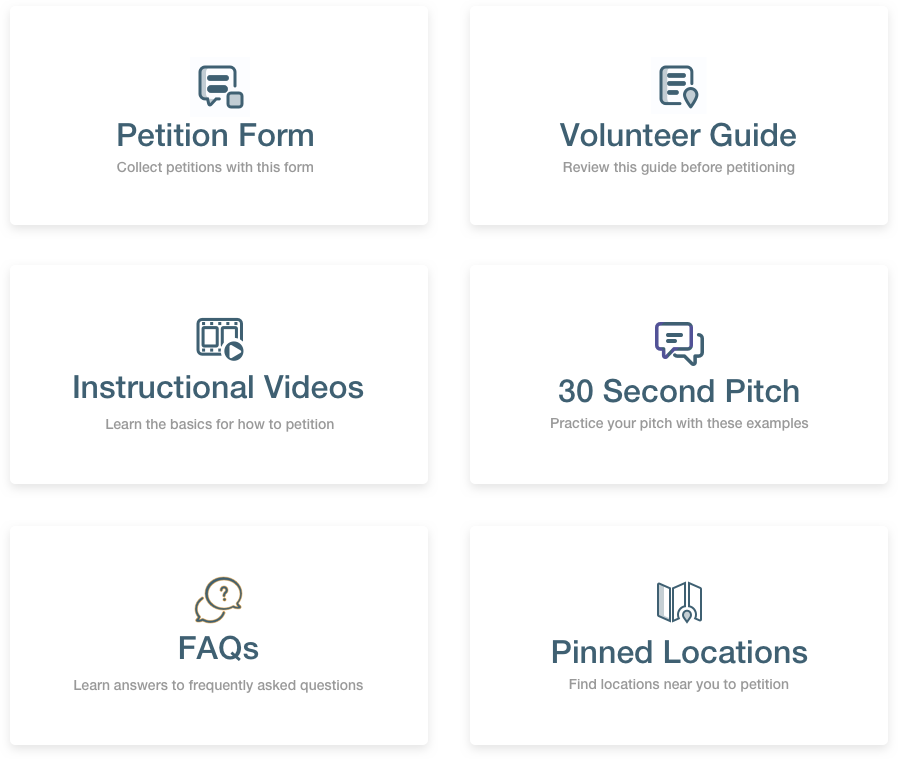 Petition Form
Collect petitions with this form
Volunteer Guide
Review this guide before petitioning
Instructional Videos
Learn the basics for how to petition
30 Second Pitch
Practice your pitch with these examples
?
FAQs
Learn answers to frequently asked questions
Pinned Locations
Find locations near you to petition